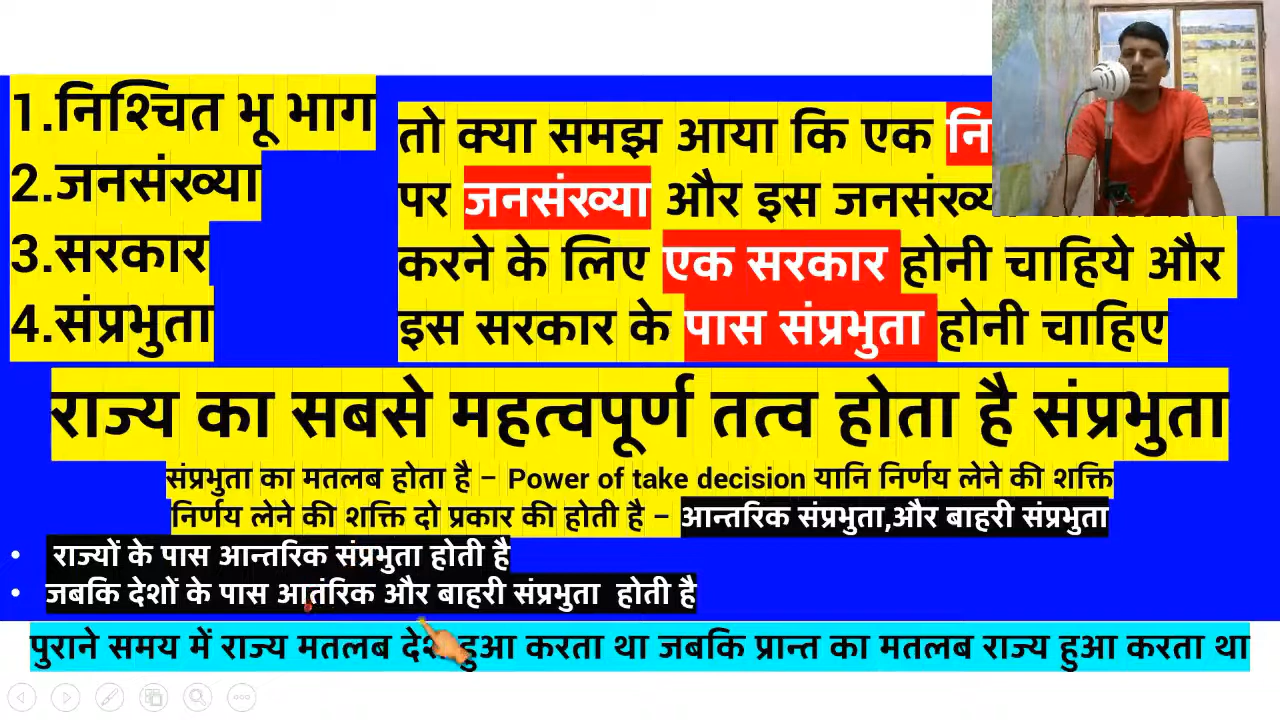 1.निश्चित भू भाग
2.जनसंख्या
3.सरकार
4.संप्रभुता
तो क्या समझ आया कि एक
पर जनसंख्या और इस
करने के लिए एक सरकार होनी चाहिये और
इस सरकार के पास संप्रभुता होनी चाहिए
राज्य का सबसे महत्वपूर्ण तत्व होता है संप्रभुता
संप्रभुता का मतलब होता है – Power of take decision यानि निर्णय लेने की शक्ति
निर्णय लेने की शक्ति दो प्रकार की होती है – आन्तरिक संप्रभुता,और बाहरी संप्रभुता
• राज्यों के पास आन्तरिक संप्रभुता होती है
• जबकि देशों के पास आतंरिक और बाहरी संप्रभुता होती है
पुराने समय में राज्य मतलब देश हुआ करता था जबकि प्रान्त का मतलब राज्य हुआ करता था